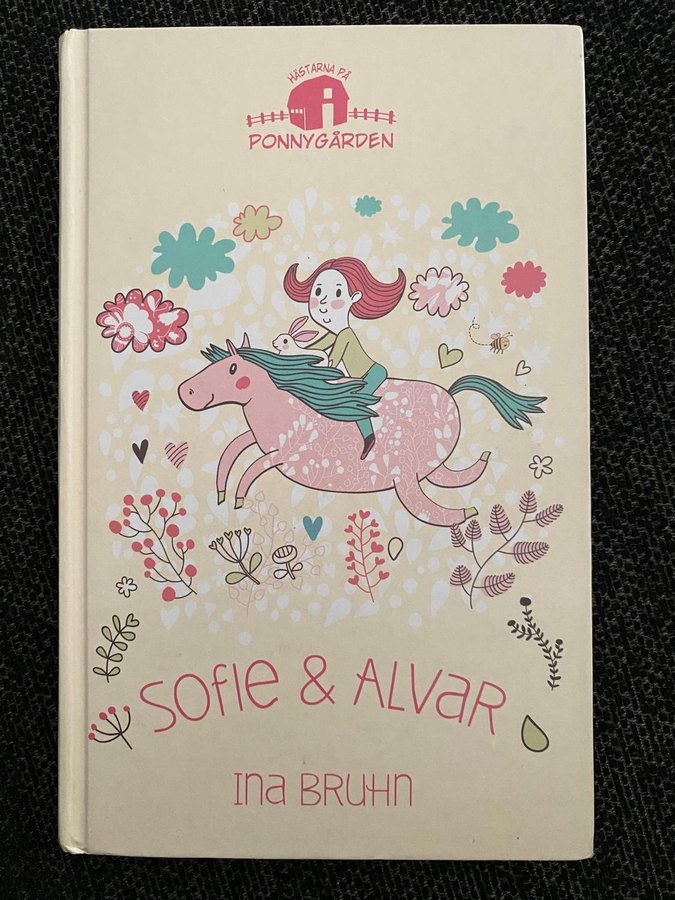 HÄSTARNA PÅ
PONNYGÅRDEN
Sofie & ALVAR
Ina BRUHN